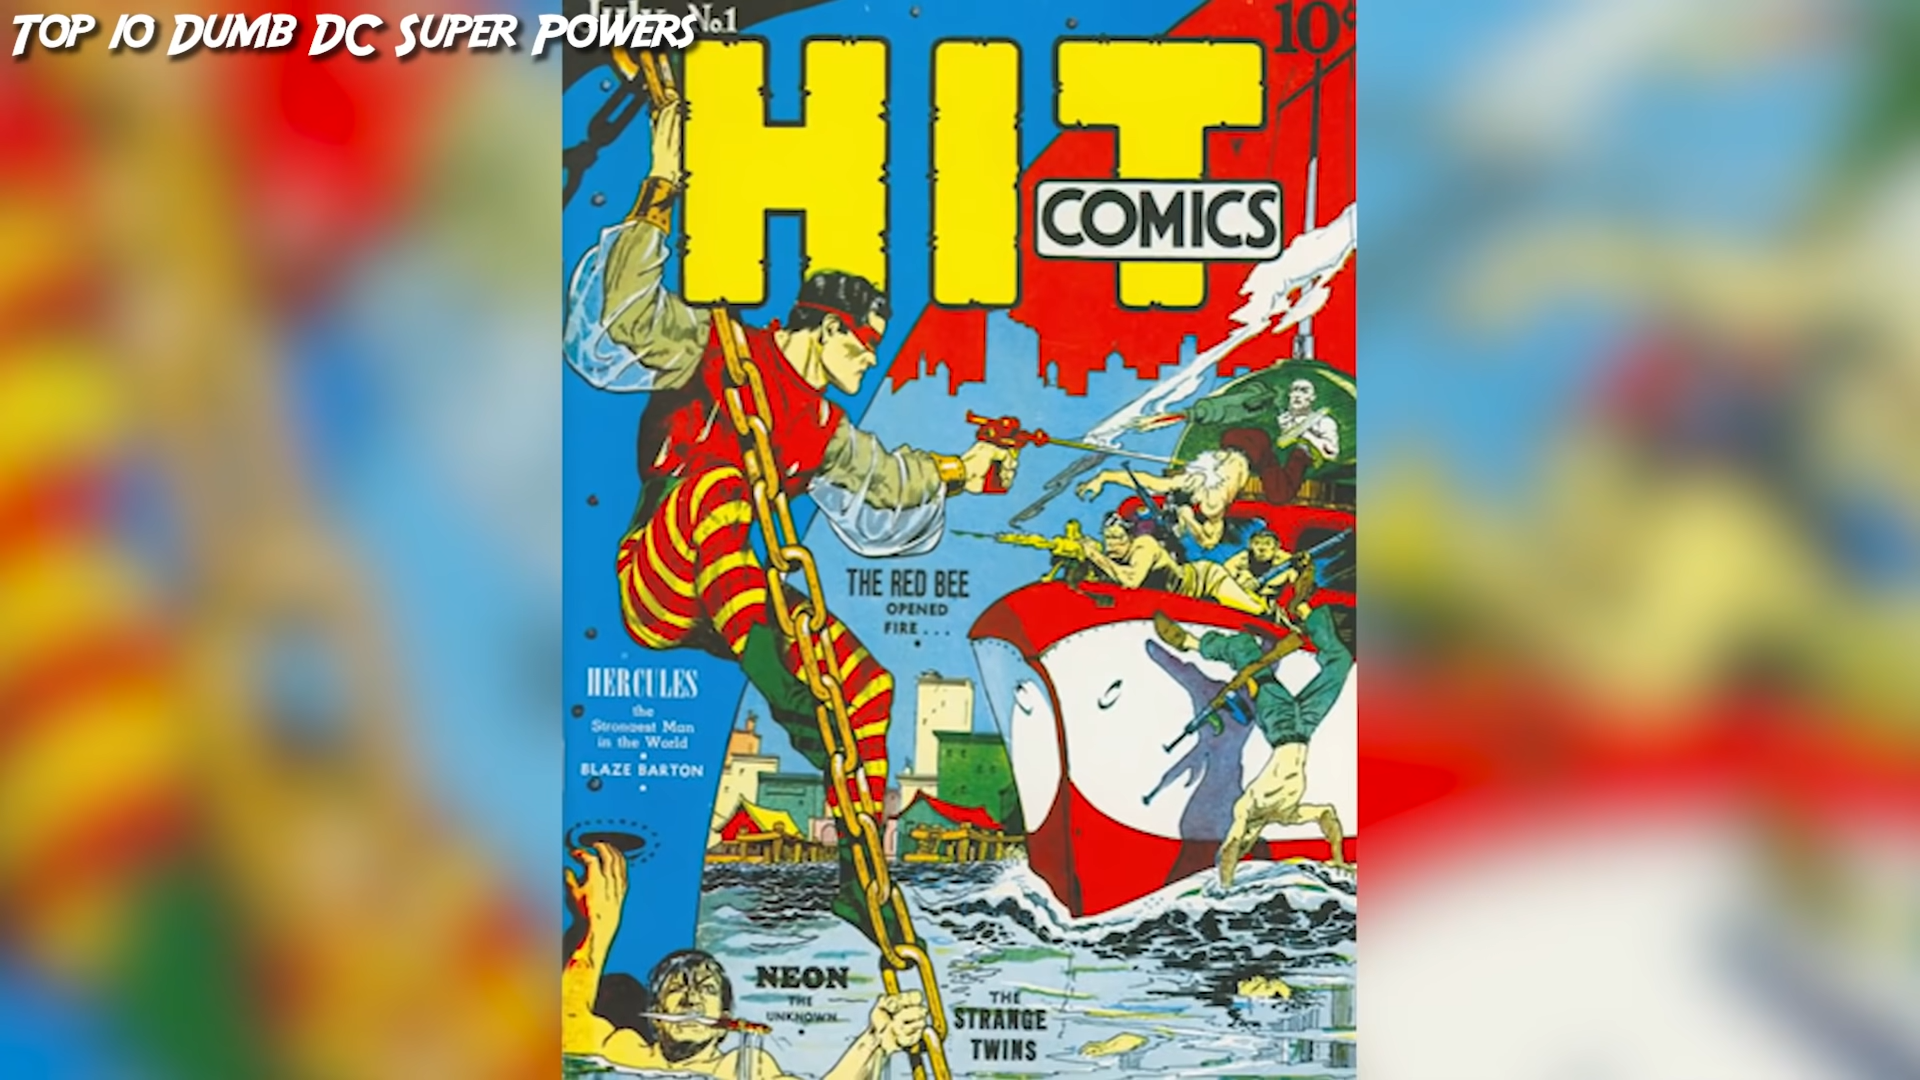 Top 10 Dumb DC Super Powers
July No.1
10¢
HIT
COMICS
THE RED BEE
OPENED
FIRE...
HERCULES
the
Strongest Man
in the World
BLAZE BARTON
NEON
THE
UNKNOWN
THE
STRANGE
TWINS